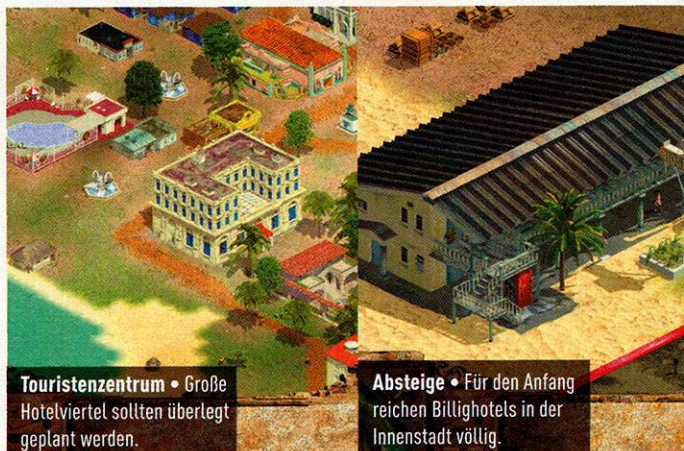 Touristenzentrum • Große
Hotelviertel sollten überlegt
geplant werden.
Absteige • Für den Anfang
reichen Billighotels in der
Innenstadt völlig.